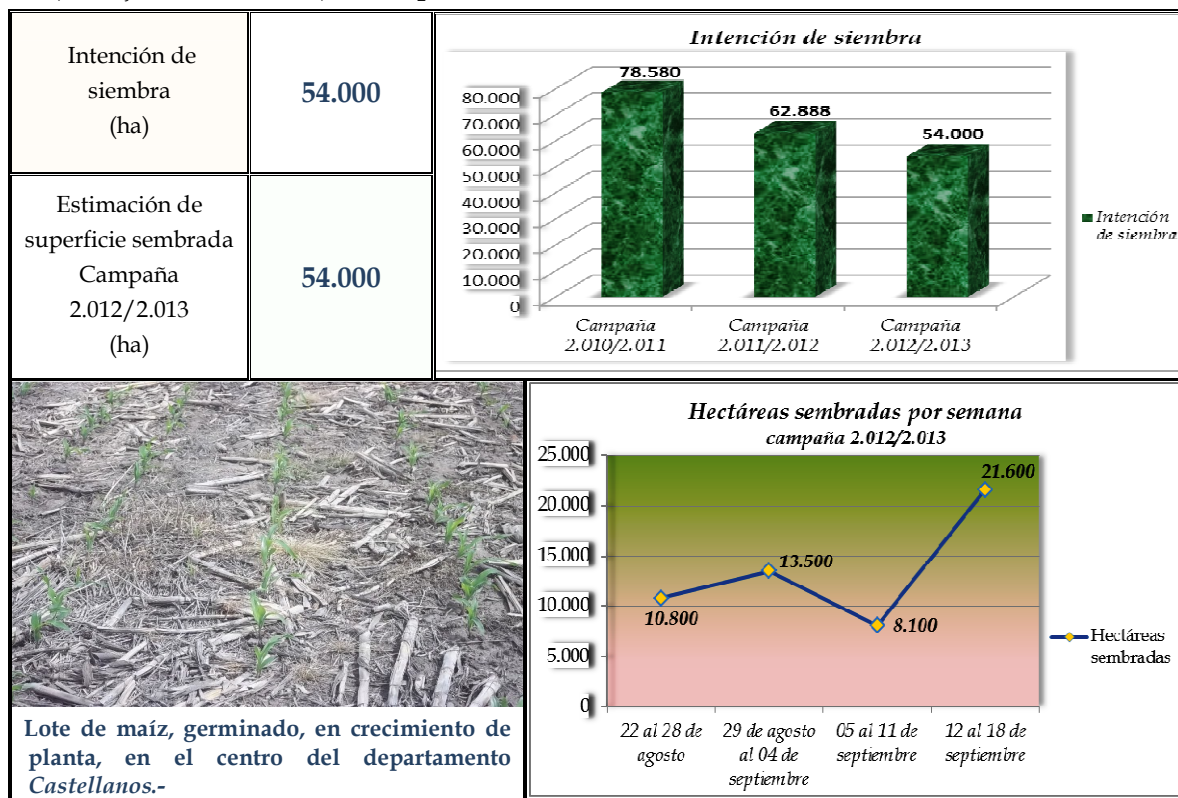 Intención de
siembra
(ha)
54.000
Intención de siembra
78.580
62.888
54.000
80.000
70.000
60.000
50.000
40.000
30.000
20.000
10.000
0
Campaña
2.010/2.011
Campaña
2.011/2.012
Campaña
2.012/2.013
Intención
de siembra
Estimación de
superficie sembrada
Campaña
2.012/2.013
(ha)
54.000
Lote de maíz, germinado, en crecimiento de
planta, en el centro del departamento
Castellanos.-
Hectáreas sembradas por semana
campaña 2.012/2.013
25.000
20.000
15.000
10.000
5.000
0
10.800
13.500
8.100
21.600
22 al 28 de
agosto
29 de agosto
al 04 de
septiembre
05 al 11 de
septiembre
12 al 18 de
septiembre
Hectáreas
sembradas